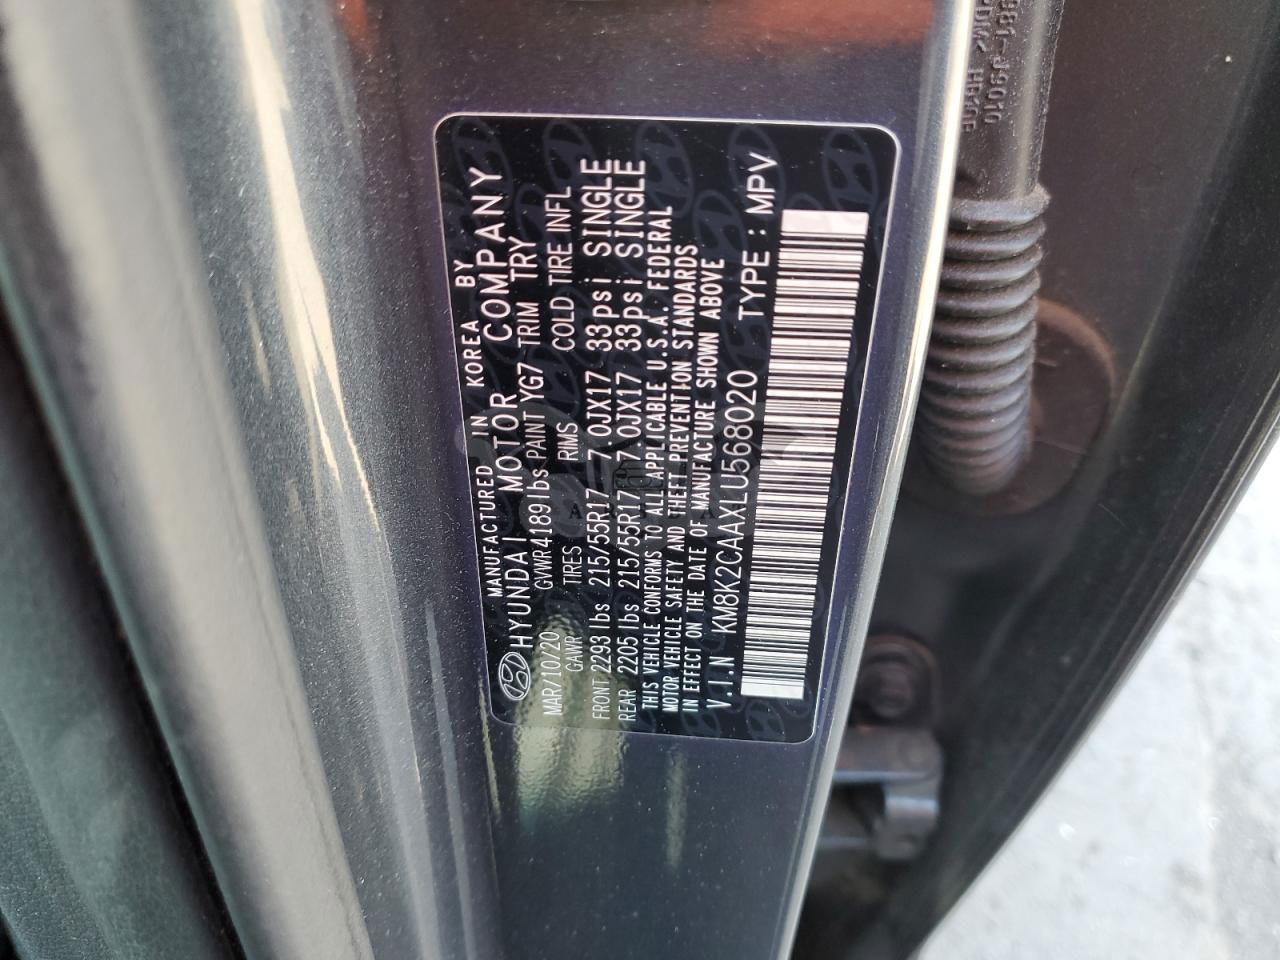 MANUFACTURED IN KOREA BY
HYUNDAI MOTOR COMPANY
MAR/10/20 GVWR 4189 lbs PAINT YG7 TRIM TRY
GAWR TIRES RIMS COLD TIRE INFL
FRONT 2293 lbs 215/55R17 7.0JX17 33psi SINGLE
REAR 2205 lbs 215/55R17 7.0JX17 33psi SINGLE
THIS VEHICLE CONFORMS TO ALL APPLICABLE U.S.A. FEDERAL
MOTOR VEHICLE SAFETY AND THEFT PREVENTION STANDARDS
IN EFFECT ON THE DATE OF MANUFACTURE SHOWN ABOVE
V.I.N KM8K2CAAXLU568020 TYPE : MPV